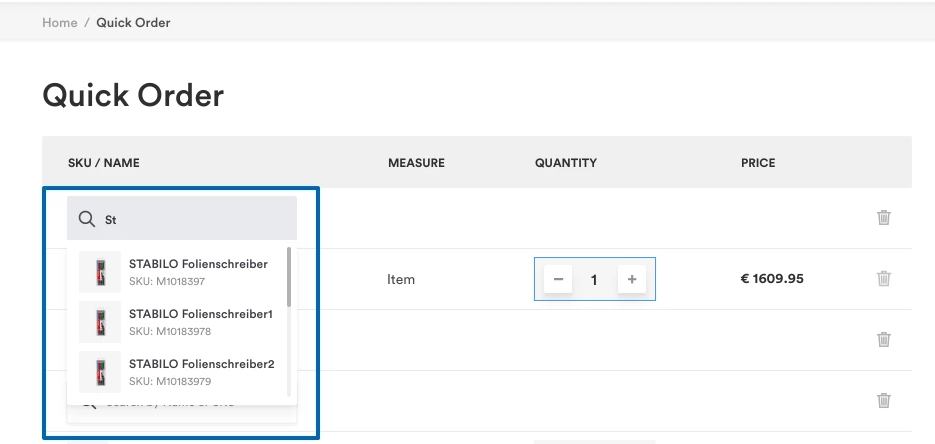 Home / Quick Order
Quick Order
SKU / NAME MEASURE QUANTITY PRICE
St
STABILO Folienschreiber
SKU: M1018397
Item − 1 + € 1609.95
STABILO Folienschreiber1
SKU: M10183978
STABILO Folienschreiber2
SKU: M10183979